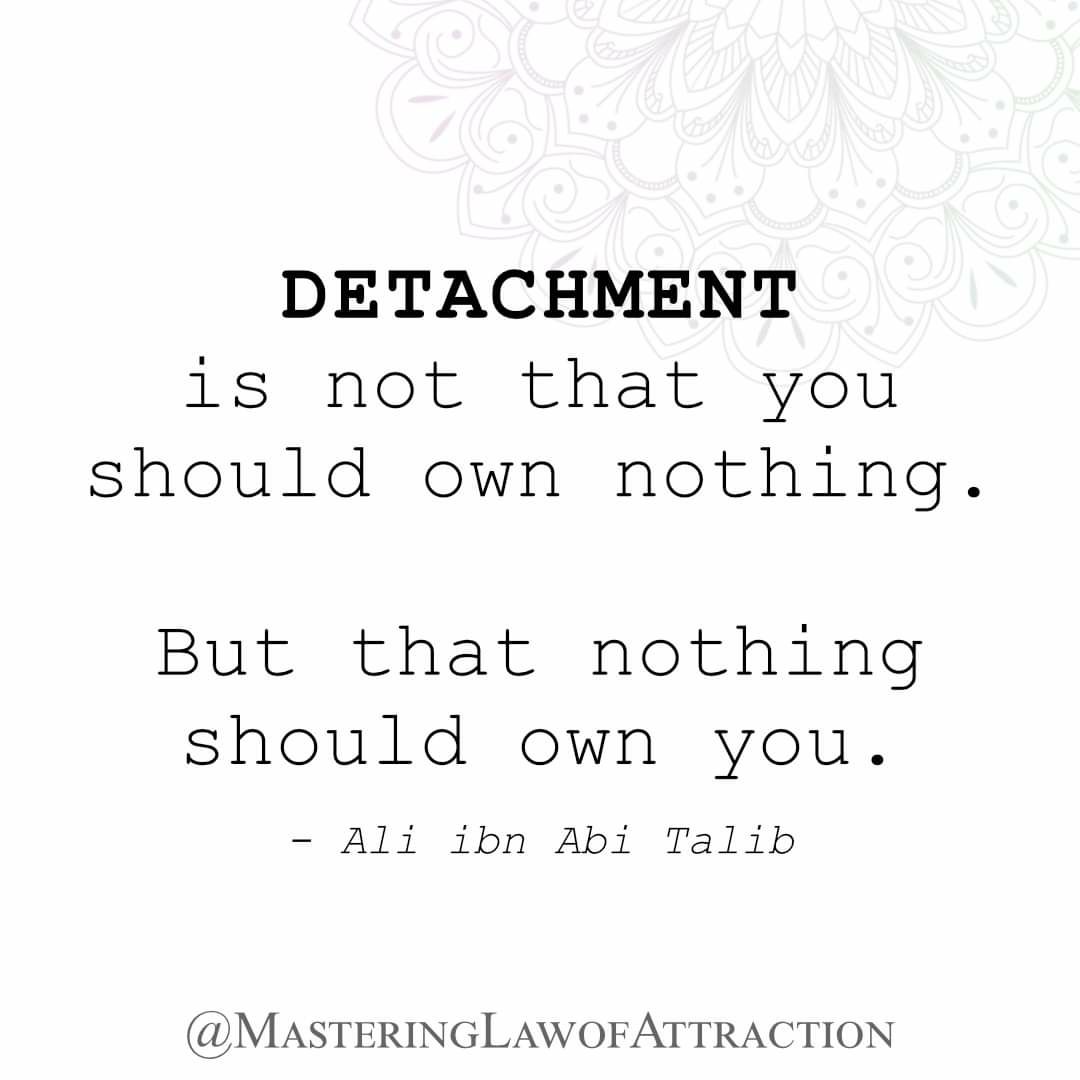 DETACHMENT
is not that you
should own nothing.
But that nothing
should own you.
- Ali ibn Abi Talib
@MasteringLawofAttraction